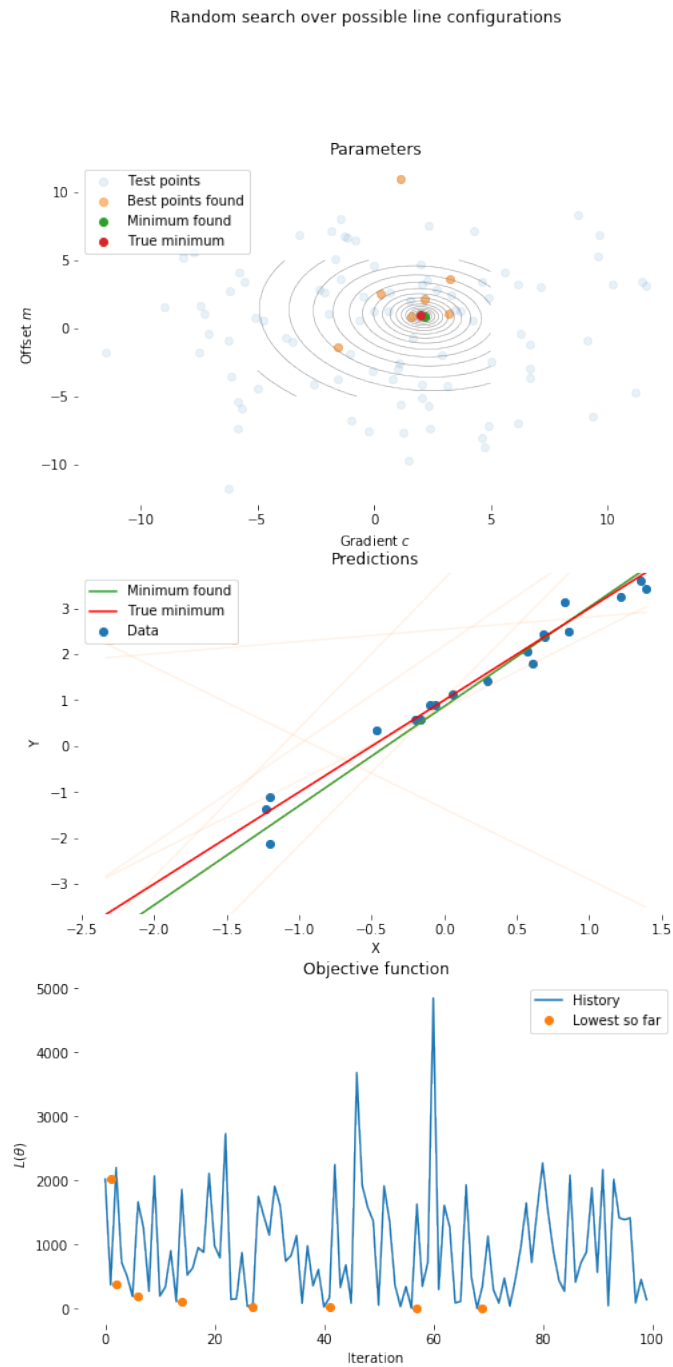 Random search over possible line configurations
Parameters
Test points
Best points found
Minimum found
True minimum
10
5
0
−5
−10
Offset m
−10
−5
0
5
10
Gradient c
Predictions
Minimum found
True minimum
Data
3
2
1
0
−1
−2
−3
Y
−2.5
−2.0
−1.5
−1.0
−0.5
0.0
0.5
1.0
1.5
X
Objective function
History
Lowest so far
5000
4000
3000
2000
1000
0
L(θ)
0
20
40
60
80
100
Iteration